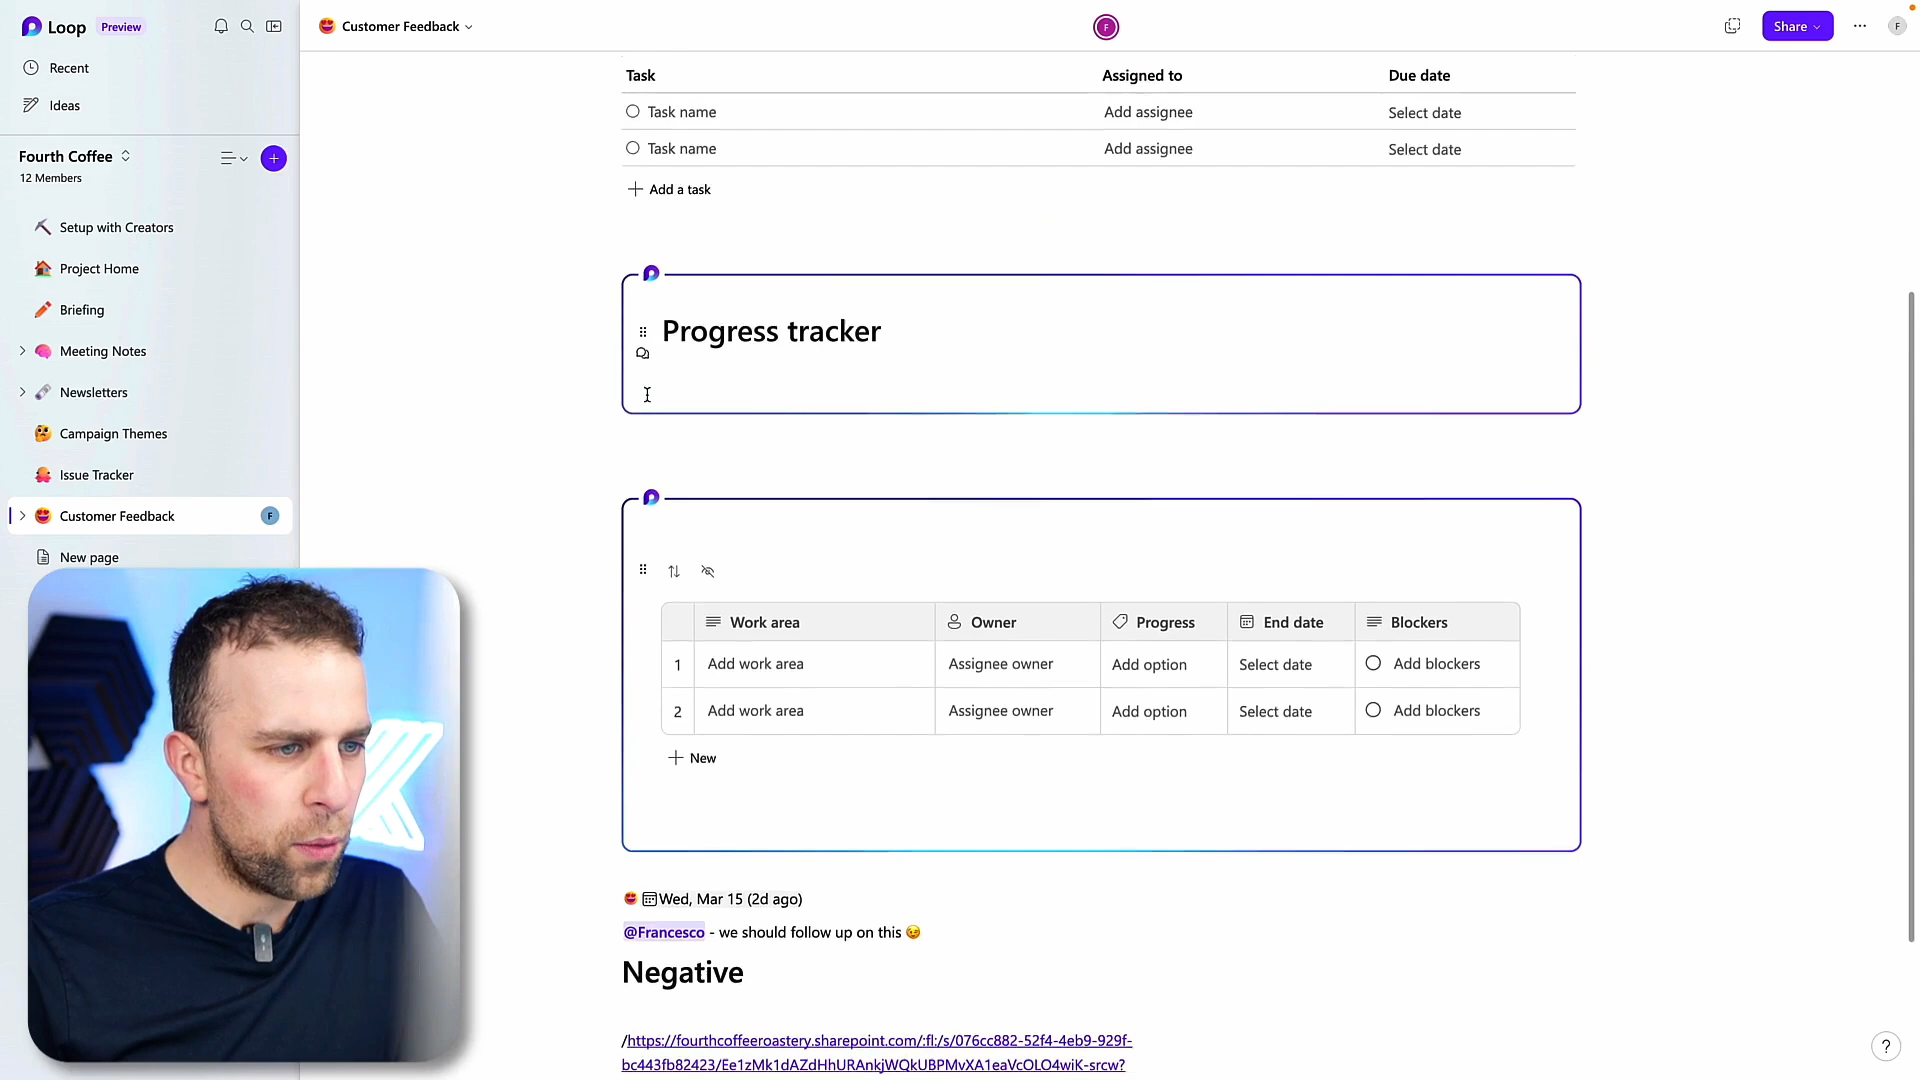 Loop Preview
Recent
Ideas
Fourth Coffee
12 Members
Setup with Creators
Project Home
Briefing
Meeting Notes
Newsletters
Campaign Themes
Issue Tracker
Customer Feedback F
New page
Customer Feedback
F
Share
F
Task Assigned to Due date
Task name Add assignee Select date
Task name Add assignee Select date
Add a task
Progress tracker
Work area Owner Progress End date Blockers
1 Add work area Assignee owner Add option Select date Add blockers
2 Add work area Assignee owner Add option Select date Add blockers
New
Wed, Mar 15 (2d ago)
@Francesco - we should follow up on this 😉
Negative
/https://fourthcoffeeroastery.sharepoint.com/:fl:/s/076cc882-52f4-4eb9-929f-
bc443fb82423/Ee1zMk1dAZdHhURAnkjWQkUBPMvXA1eaVcOLO4wiK-srcw?
?